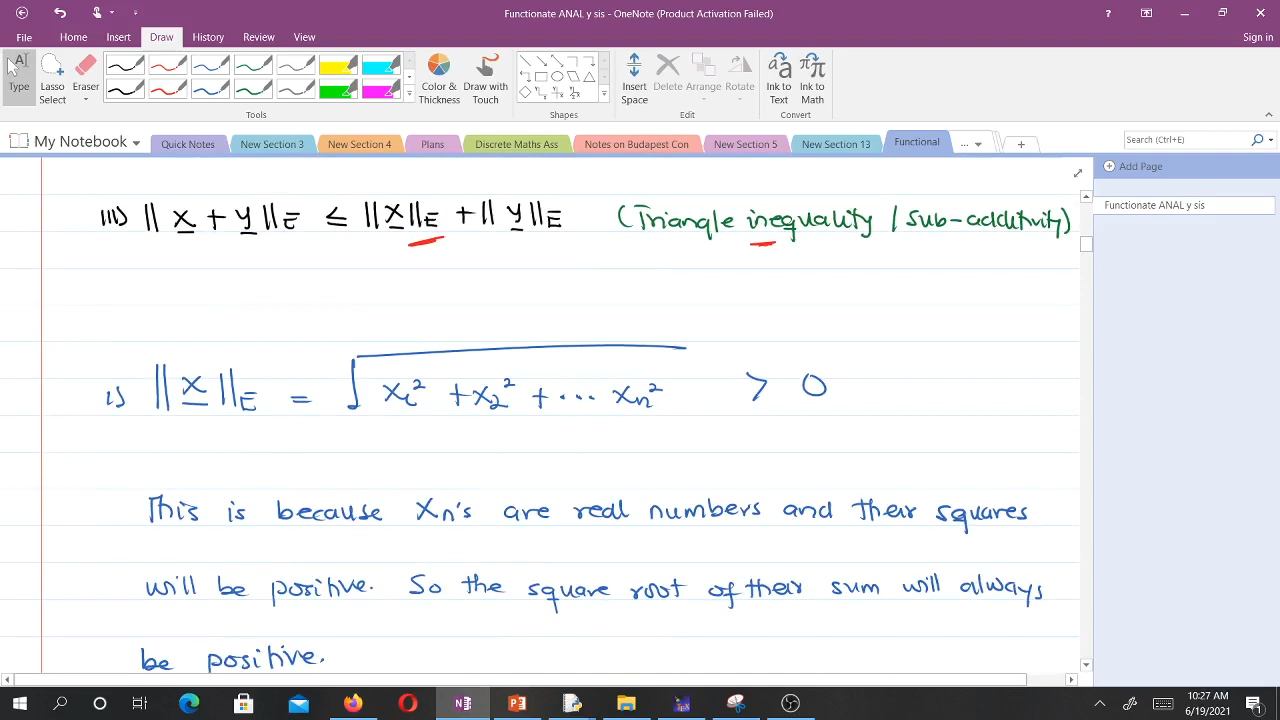 Functionate ANAL y sis - OneNote (Product Activation Failed)
Sign in
File Home Insert Draw History Review View
Type
Lasso Select
Eraser
Color & Thickness
Draw with Touch
Insert Space
Delete Arrange Rotate
Ink to Text
Ink to Math
Tools Shapes Edit Convert
My Notebook Quick Notes New Section 3 New Section 4 Plans Discrete Maths Ass Notes on Budapest Con New Section 5 New Section 13 Functional ... Search (Ctrl+E)
Add Page
Functionate ANAL y sis
iii) ‖x + y‖E ≤ ‖x‖E + ‖y‖E (Triangle inequality / sub-additivity)
i) ‖x‖E = √x₁² + x₂² + ... xn² > 0
This is because xn's are real numbers and their squares
will be positive. So the square root of their sum will always
be positive.
10:27 AM
6/19/2021